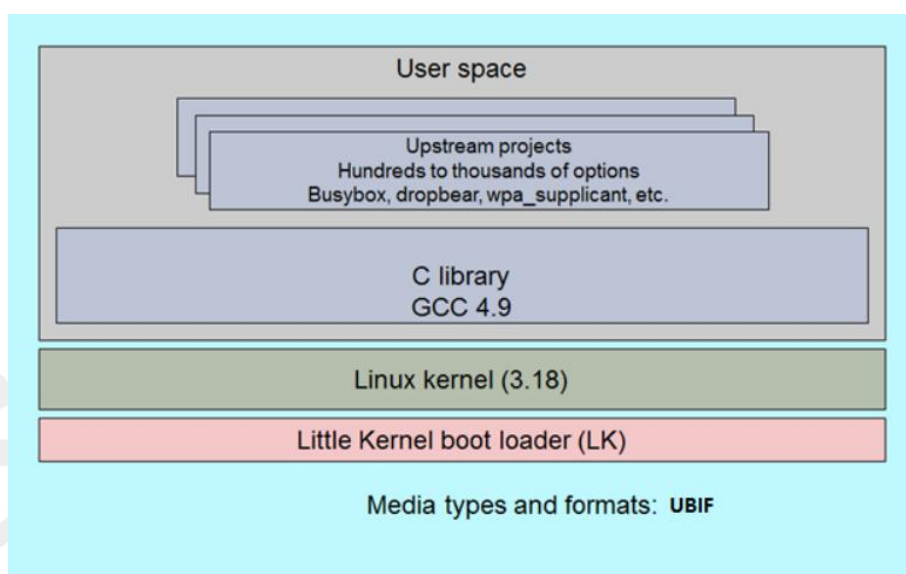 User space
Upstream projects
Hundreds to thousands of options
Busybox, dropbear, wpa_supplicant, etc.
C library
GCC 4.9
Linux kernel (3.18)
Little Kernel boot loader (LK)
Media types and formats: UBIF